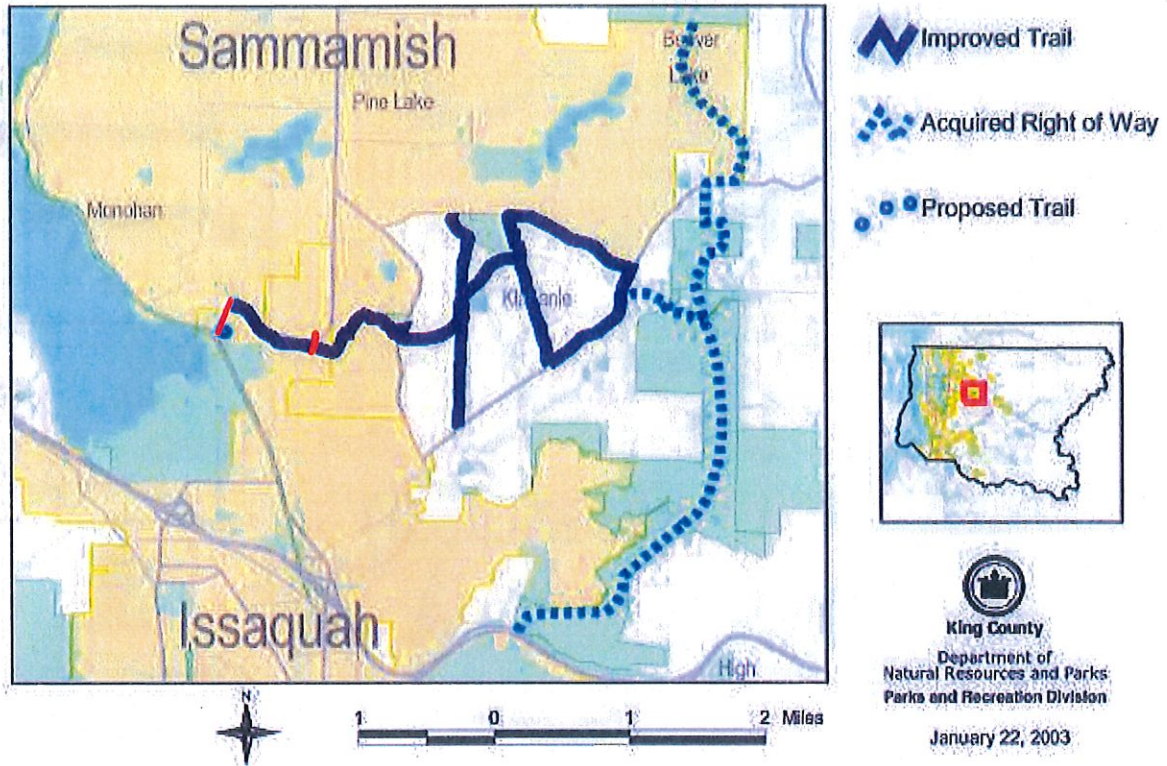 Sammamish
Beaver
Lake
Pine Lake
Monohan
Klahanie
Issaquah
High
N
1 0 1 2 Miles
Improved Trail
Acquired Right of Way
Proposed Trail
King County
Department of
Natural Resources and Parks
Parks and Recreation Division
January 22, 2003